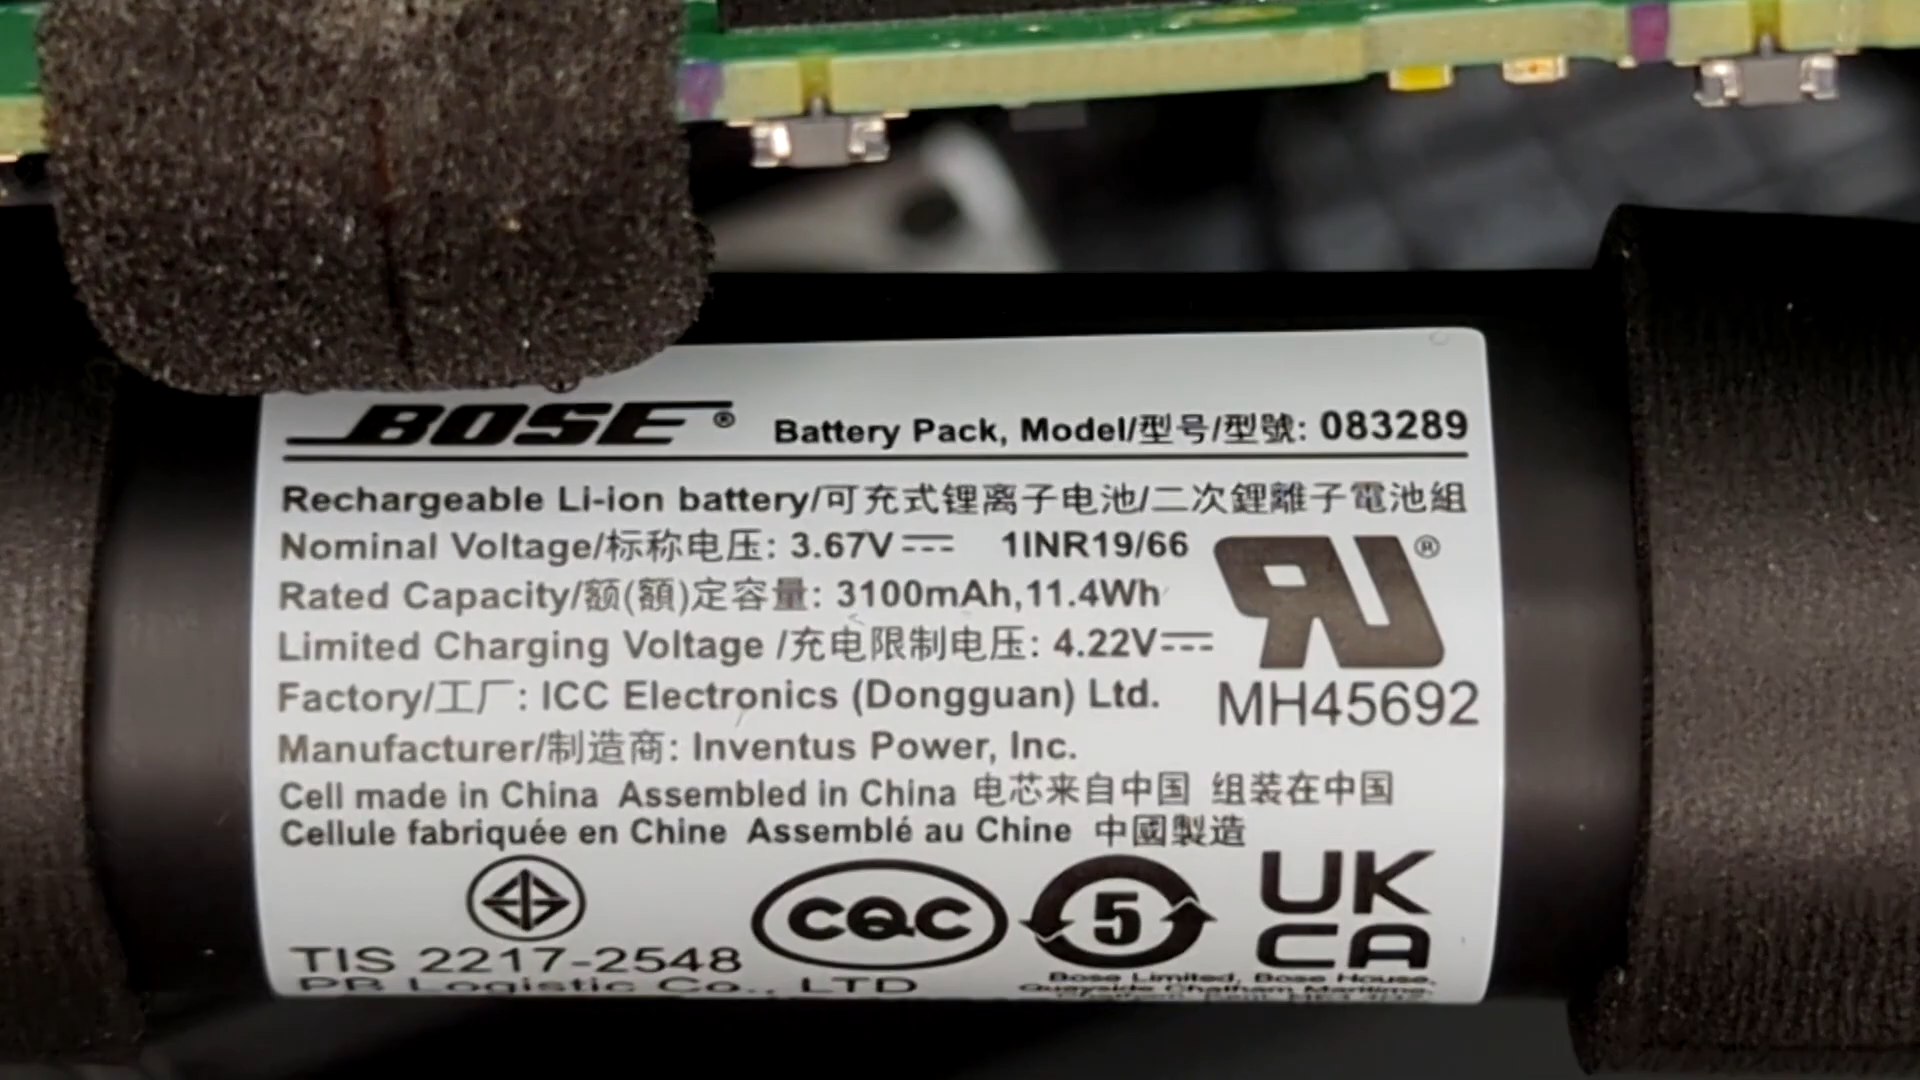 BOSE® Battery Pack, Model/型号/型號: 083289
Rechargeable Li-ion battery/可充式锂离子电池/二次鋰離子電池組
Nominal Voltage/标称电压: 3.67V 1INR19/66
Rated Capacity/额(額)定容量: 3100mAh,11.4Wh
Limited Charging Voltage /充电限制电压: 4.22V
RU®
Factory/工厂: ICC Electronics (Dongguan) Ltd.
MH45692
Manufacturer/制造商: Inventus Power, Inc.
Cell made in China Assembled in China 电芯来自中国 组装在中国
Cellule fabriquée en Chine Assemblé au Chine 中國製造
CQC
5
UK
CA
TIS 2217-2548
PB Logistic Co., LTD
Bose Limited, Bose House,
Quayside Chatham Maritime,